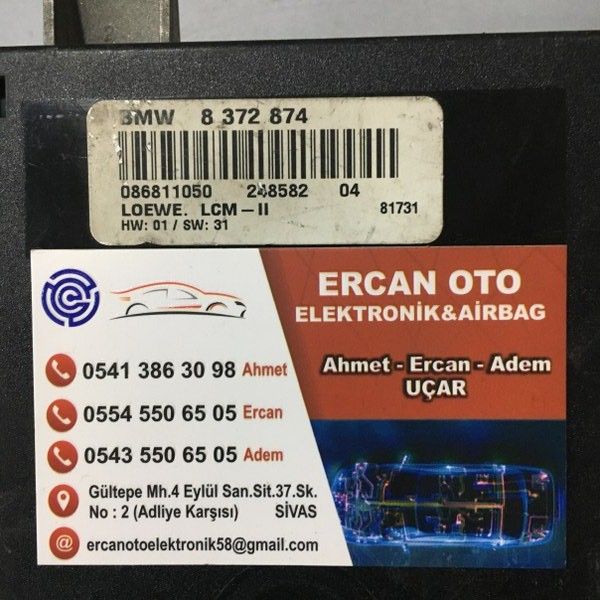 BMW 8 372 874
086811050 248582 04
LOEWE. LCM-II 81731
HW: 01 / SW: 31
ERCAN OTO
ELEKTRONİK&AİRBAG
Ahmet - Ercan - Adem
UÇAR
0541 386 30 98 Ahmet
0554 550 65 05 Ercan
0543 550 65 05 Adem
Gültepe Mh.4 Eylül San.Sit.37.Sk.
No : 2 (Adliye Karşısı) SİVAS
ercanotoelektronik58@gmail.com